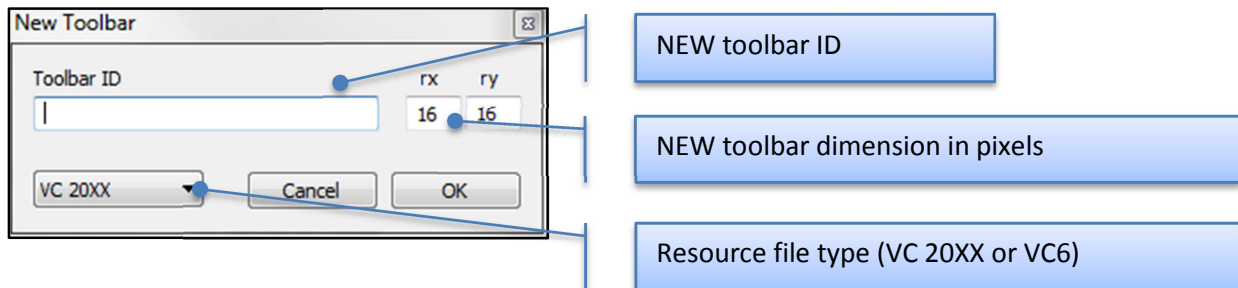 New Toolbar
NEW toolbar ID
Toolbar ID rx ry
16 16
NEW toolbar dimension in pixels
VC 20XX Cancel OK
Resource file type (VC 20XX or VC6)